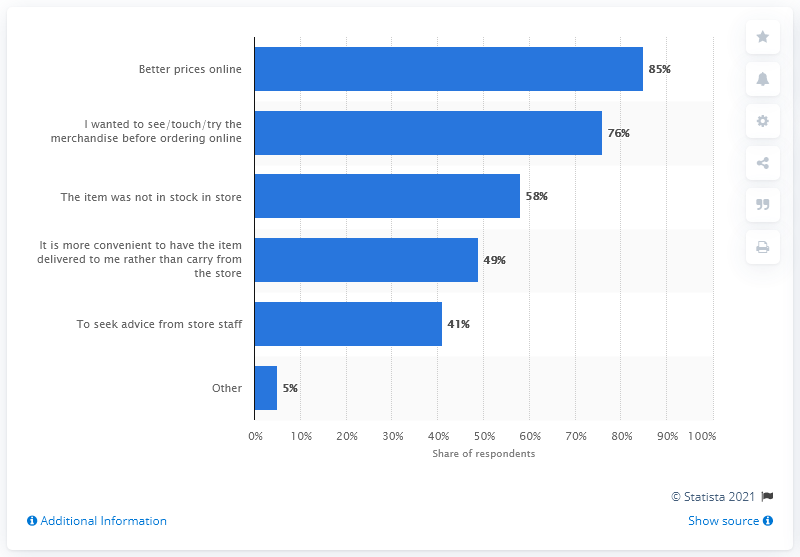 Better prices online
85%
I wanted to see/touch/try the
merchandise before ordering online
76%
The item was not in stock in store
58%
It is more convenient to have the item
delivered to me rather than carry from
the store
49%
To seek advice from store staff
41%
Other
5%
0% 10% 20% 30% 40% 50% 60% 70% 80% 90% 100%
Share of respondents
© Statista 2021
Additional Information
Show source